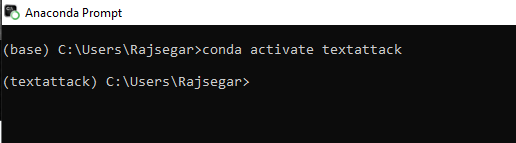 Anaconda Prompt
(base) C:\Users\Rajsegar>conda activate textattack
(textattack) C:\Users\Rajsegar>